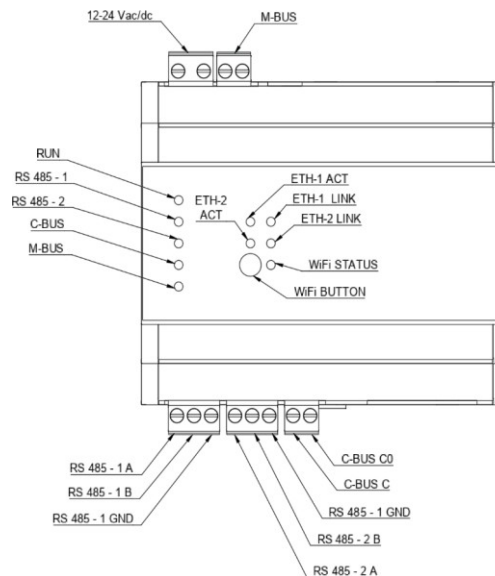 12-24 Vac/dc
M-BUS
RUN
RS 485 - 1
RS 485 - 2
C-BUS
M-BUS
ETH-2
ACT
ETH-1 ACT
ETH-1 LINK
ETH-2 LINK
WiFi STATUS
WiFi BUTTON
RS 485 - 1 A
RS 485 - 1 B
RS 485 - 1 GND
C-BUS C0
C-BUS C
RS 485 - 1 GND
RS 485 - 2 B
RS 485 - 2 A